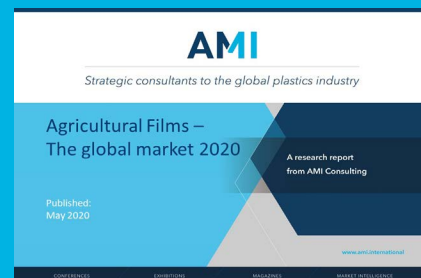 AMI
Strategic consultants to the global plastics industry
Agricultural Films –
The global market 2020
A research report
from AMI Consulting
Published:
May 2020
www.ami.international
CONFERENCES EXHIBITIONS MAGAZINES MARKET INTELLIGENCE